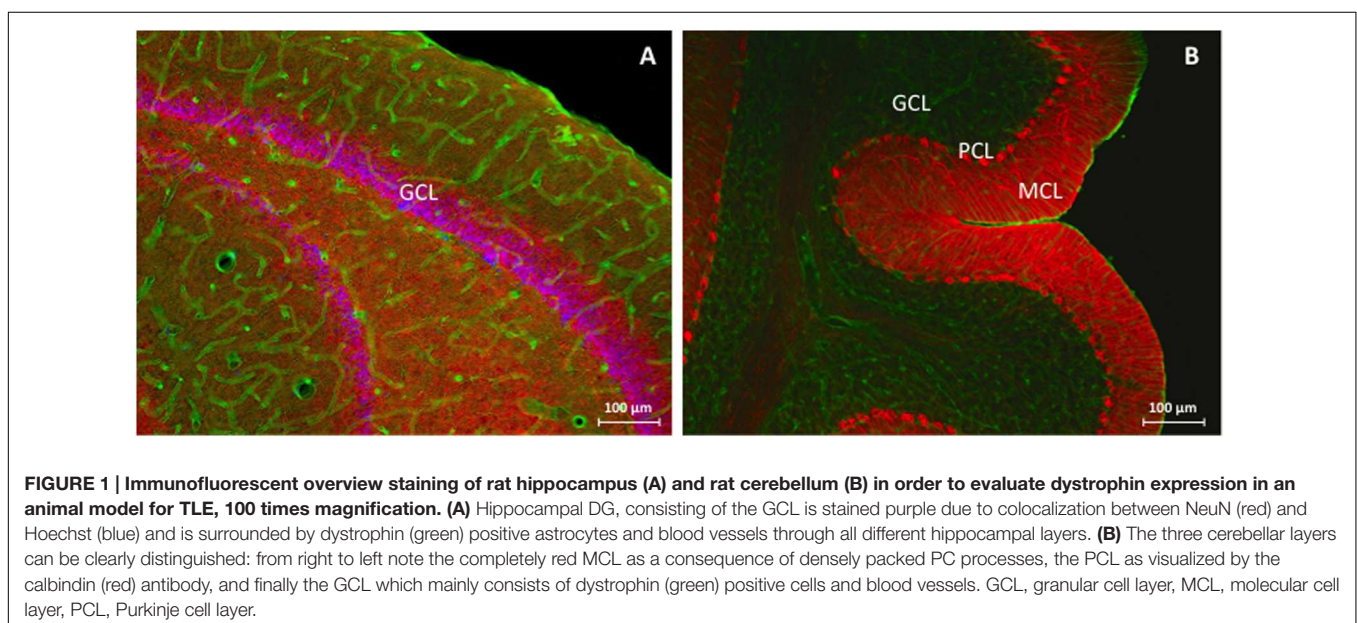 A
GCL
100 µm
B
GCL
PCL
MCL
100 µm
FIGURE 1 | Immunofluorescent overview staining of rat hippocampus (A) and rat cerebellum (B) in order to evaluate dystrophin expression in an
animal model for TLE, 100 times magnification. (A) Hippocampal DG, consisting of the GCL is stained purple due to colocalization between NeuN (red) and
Hoechst (blue) and is surrounded by dystrophin (green) positive astrocytes and blood vessels through all different hippocampal layers. (B) The three cerebellar layers
can be clearly distinguished: from right to left note the completely red MCL as a consequence of densely packed PC processes, the PCL as visualized by the
calbindin (red) antibody, and finally the GCL which mainly consists of dystrophin (green) positive cells and blood vessels. GCL, granular cell layer, MCL, molecular cell
layer, PCL, Purkinje cell layer.